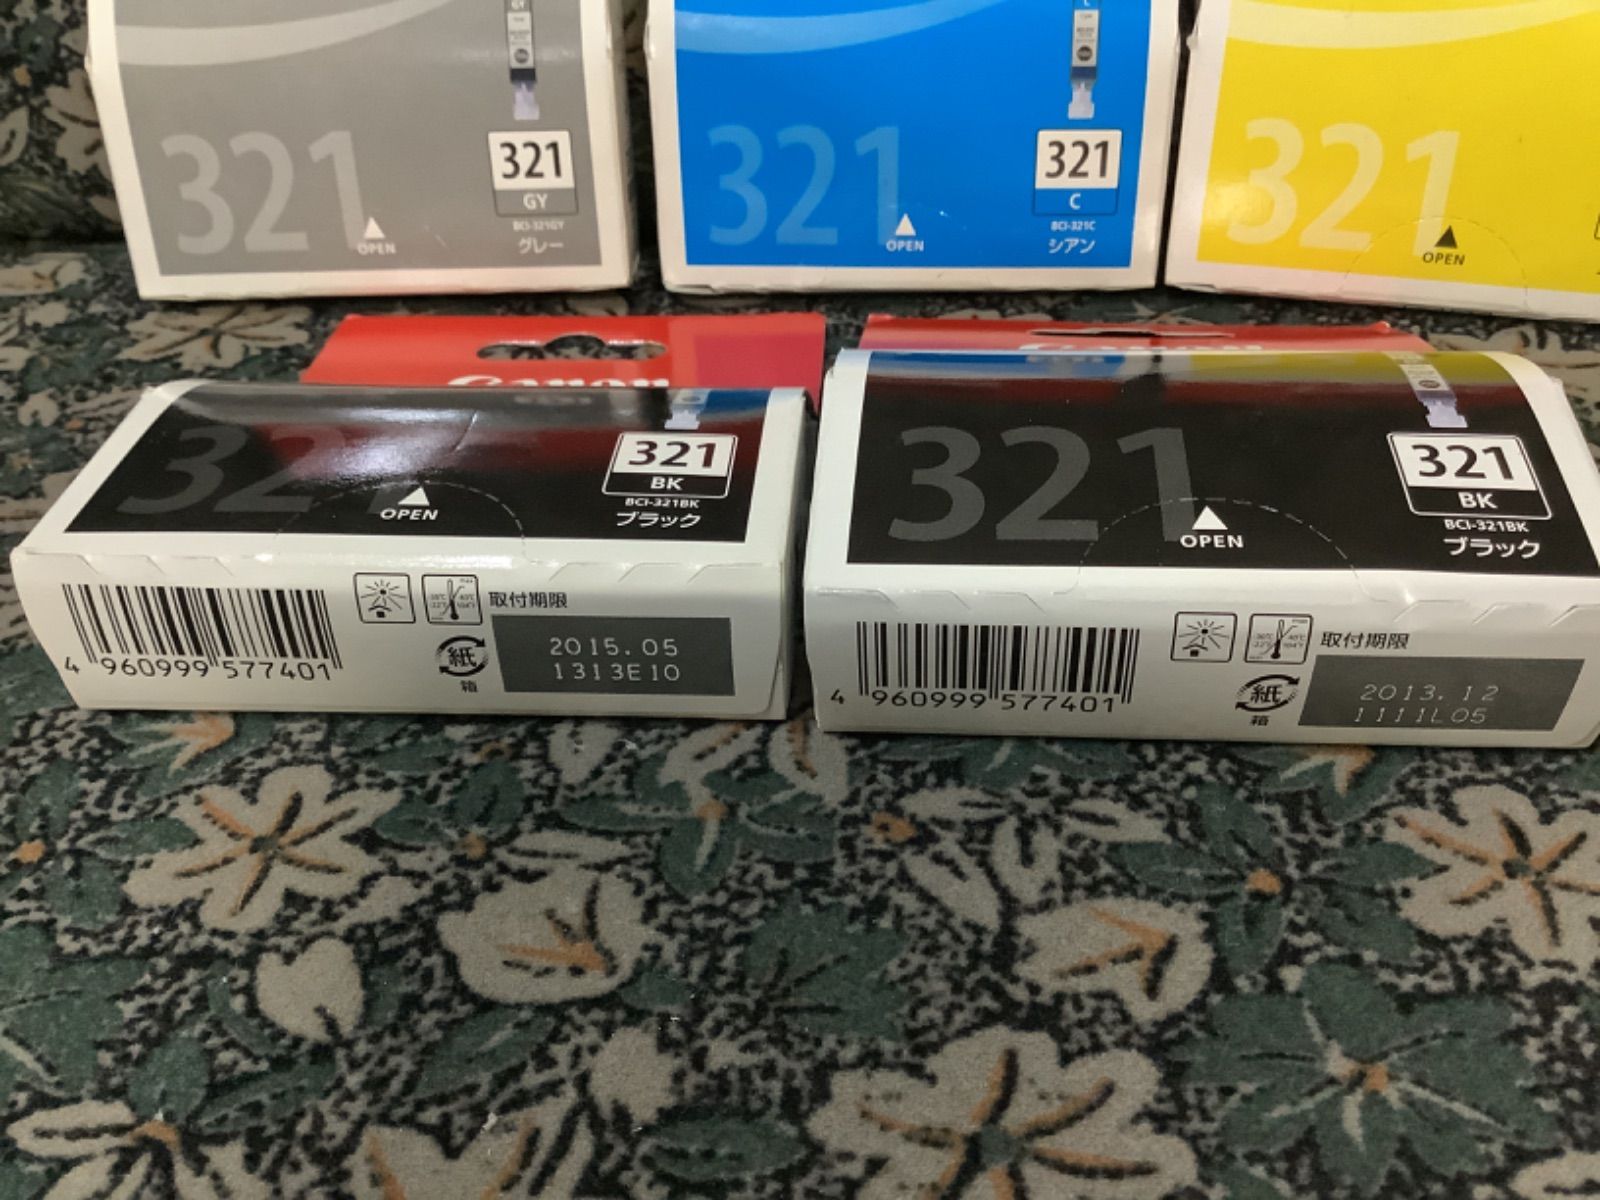 321
321
GY
BCI-321GY
グレー
OPEN
321
321
C
BCI-321C
シアン
OPEN
321
OPEN
Canon
321
321
BK
BCI-321BK
ブラック
OPEN
取付期限
2015.05
1313E10
紙
箱
4 960999 577401
Canon
321
321
BK
BCI-321BK
ブラック
OPEN
取付期限
2013.12
1111L05
紙
箱
4 960999 577401